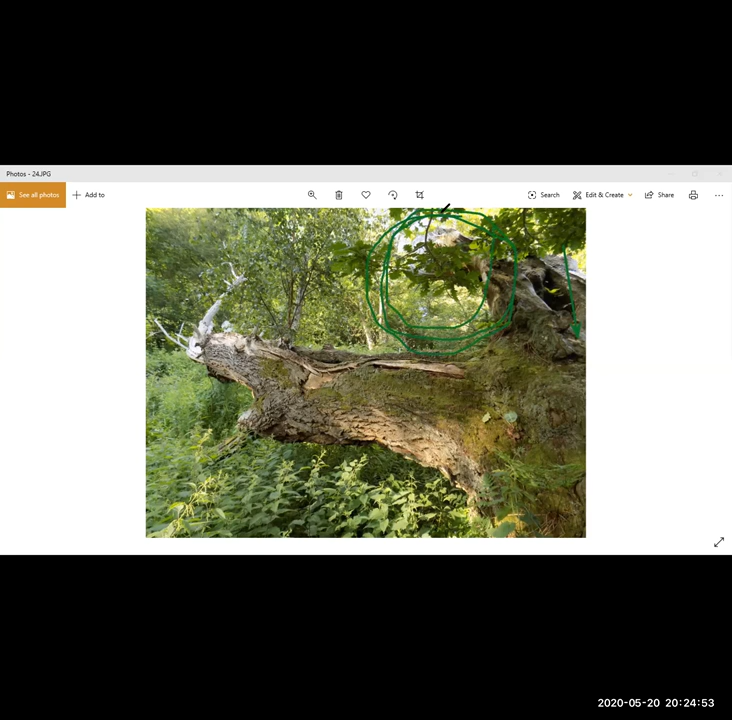 Photos - 24.JPG
See all photos
Add to
Search
Edit & Create
Share
2020-05-20 20:24:53